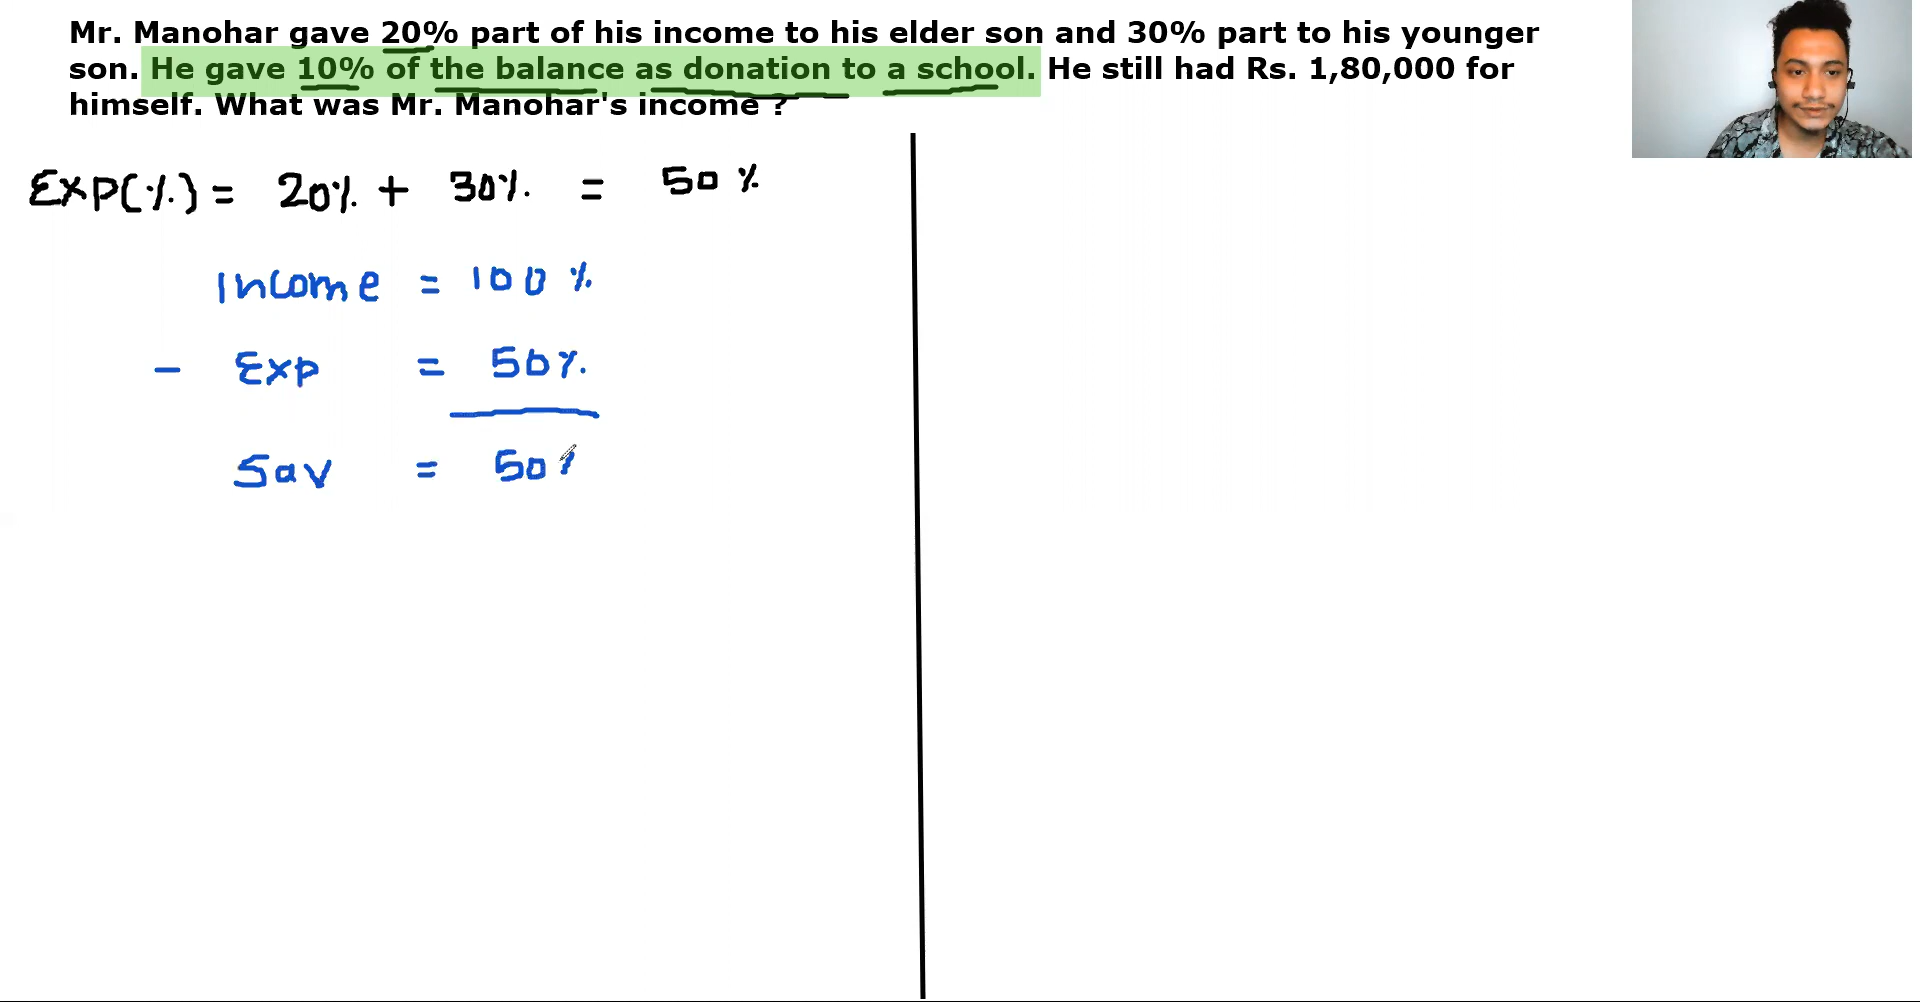 Mr. Manohar gave 20% part of his income to his elder son and 30% part to his younger
son. He gave 10% of the balance as donation to a school. He still had Rs. 1,80,000 for
himself. What was Mr. Manohar's income ?
EXP(%) = 20% + 30% = 50 %
Income = 100 %
- Exp = 50%
Sav = 50%